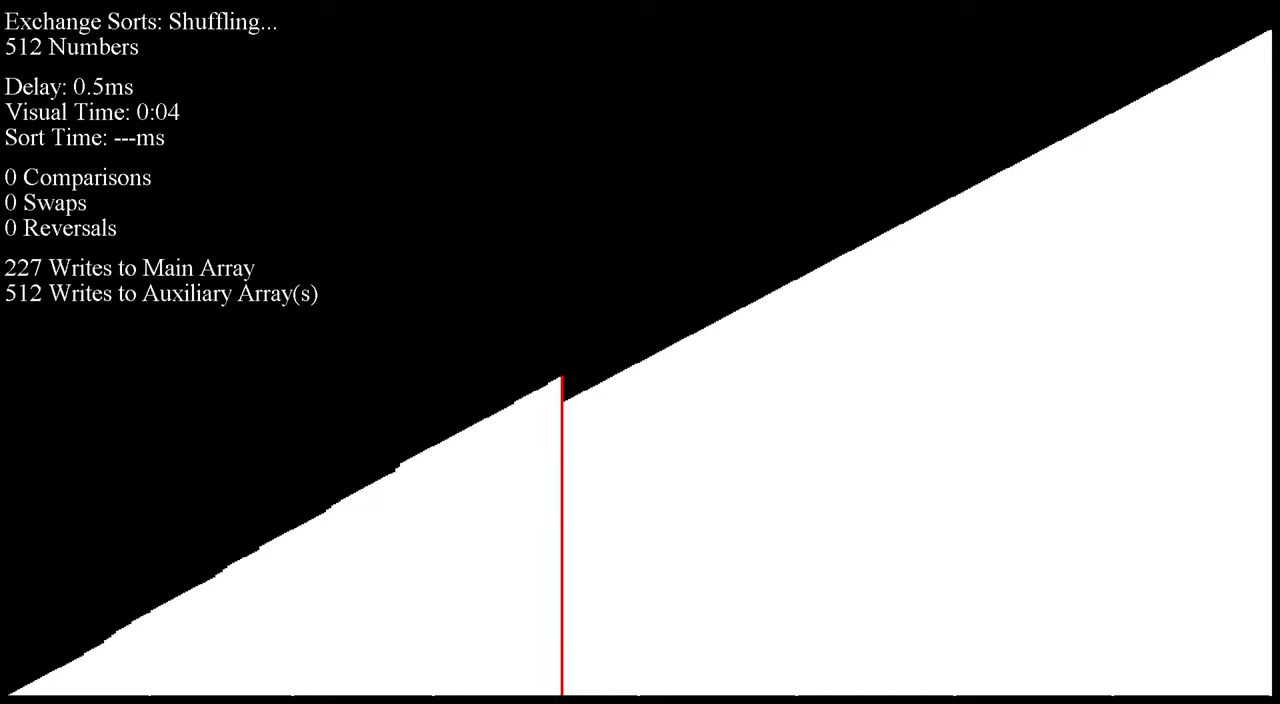 Exchange Sorts: Shuffling...
512 Numbers
Delay: 0.5ms
Visual Time: 0:04
Sort Time: ---ms
0 Comparisons
0 Swaps
0 Reversals
227 Writes to Main Array
512 Writes to Auxiliary Array(s)